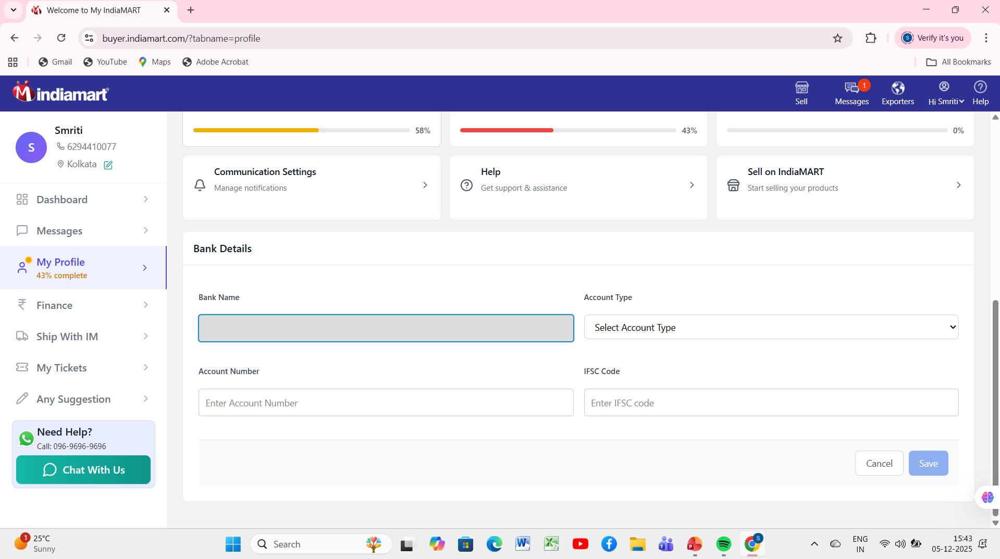 Welcome to My IndiaMART
buyer.indiamart.com/?tabname=profile
S
Verify it's you
Gmail
YouTube
Maps
Adobe Acrobat
All Bookmarks
indiamart
Sell
1
Messages
Exporters
Hi Smriti
Help
S
Smriti
6294410077
Kolkata
Dashboard
Messages
My Profile
43% complete
Finance
Ship With IM
My Tickets
Any Suggestion
Need Help?
Call: 096-9696-9696
Chat With Us
58%
43%
0%
Communication Settings
Manage notifications
Help
Get support & assistance
Sell on IndiaMART
Start selling your products
Bank Details
Bank Name
Account Type
Select Account Type
Account Number
IFSC Code
Enter Account Number
Enter IFSC code
Cancel
Save
1
25°C
Sunny
Search
S
ENG
IN
15:43
05-12-2025